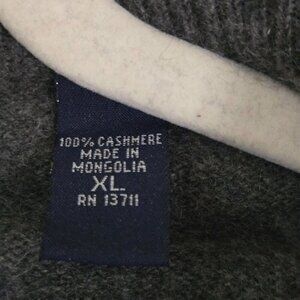 100% CASHMERE
MADE IN
MONGOLIA
XL
RN 13711